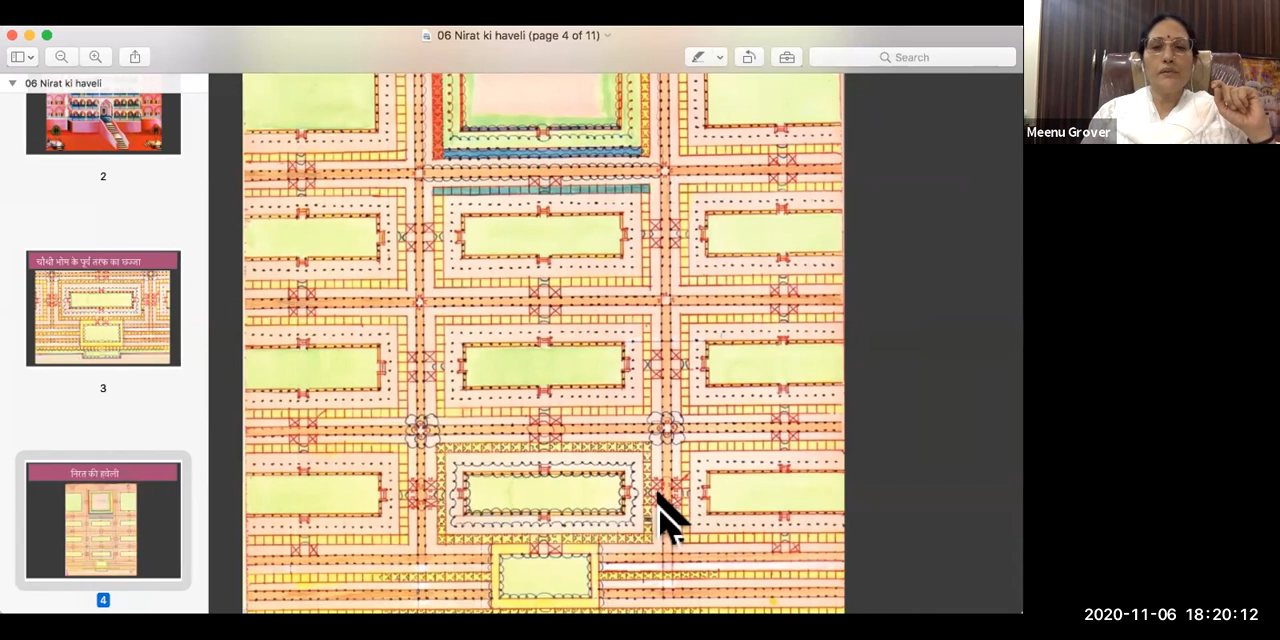 06 Nirat ki haveli (page 4 of 11)
Search
06 Nirat ki haveli
2
चौथी भोम के पूर्व तरफ का छज्जा
3
निरत की हवेली
4
Meenu Grover
2020-11-06 18:20:12